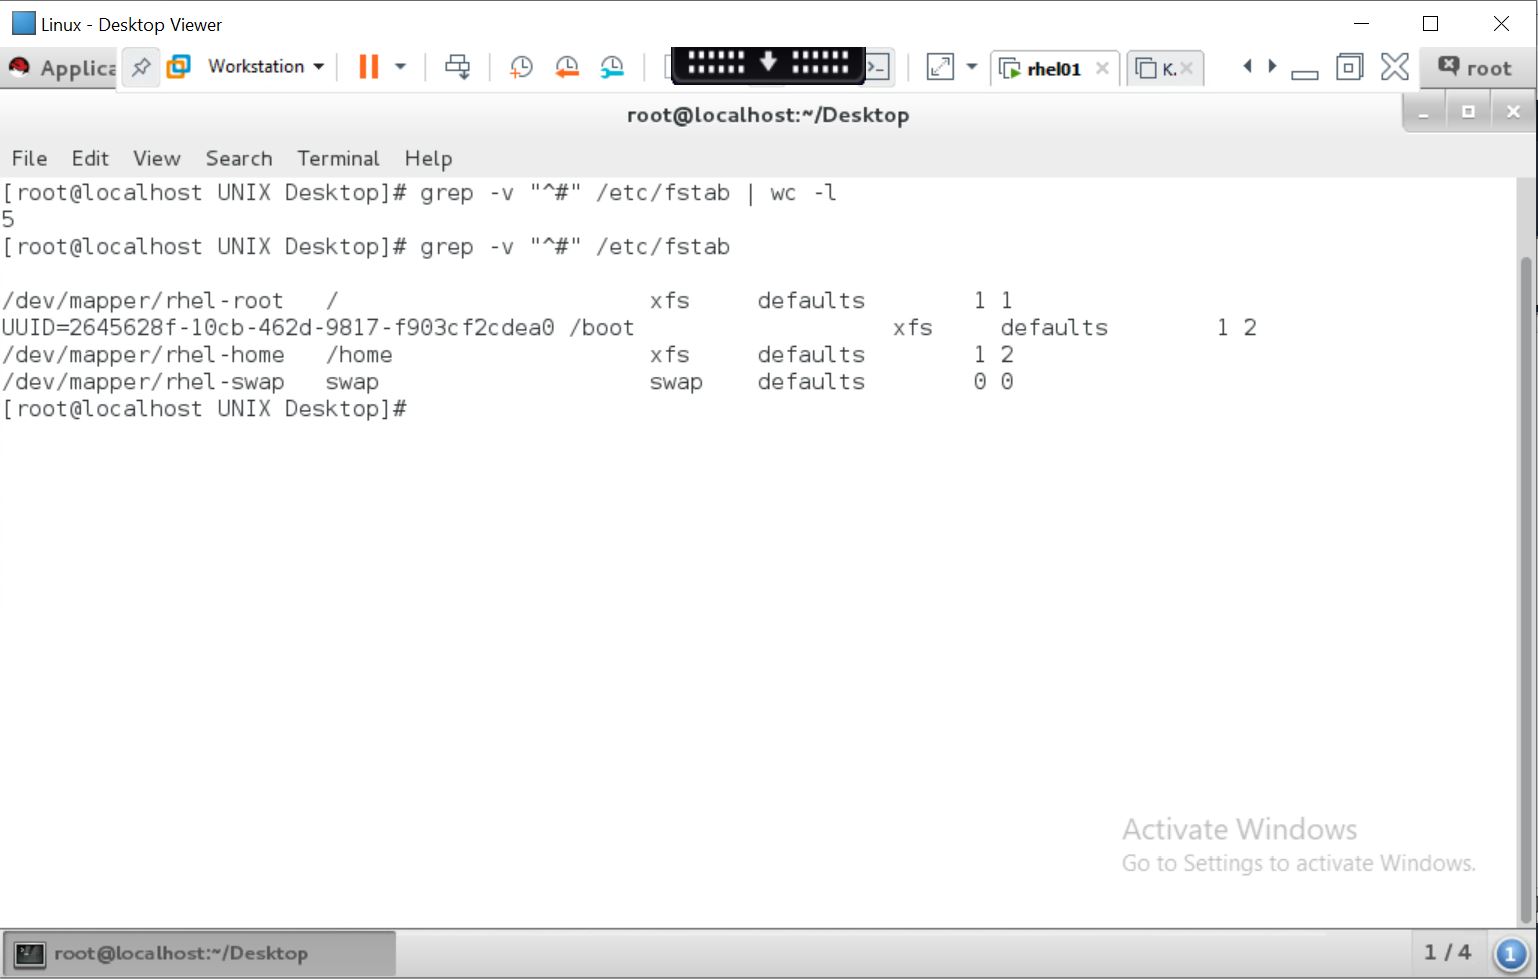 Linux - Desktop Viewer
Applica Workstation rhel01 K. root
root@localhost:~/Desktop
File Edit View Search Terminal Help
[root@localhost UNIX Desktop]# grep -v "^#" /etc/fstab | wc -l
5
[root@localhost UNIX Desktop]# grep -v "^#" /etc/fstab
/dev/mapper/rhel-root / xfs defaults 1 1
UUID=2645628f-10cb-462d-9817-f903cf2cdea0 /boot xfs defaults 1 2
/dev/mapper/rhel-home /home xfs defaults 1 2
/dev/mapper/rhel-swap swap swap defaults 0 0
[root@localhost UNIX Desktop]#
Activate Windows
Go to Settings to activate Windows.
root@localhost:~/Desktop 1 / 4 1